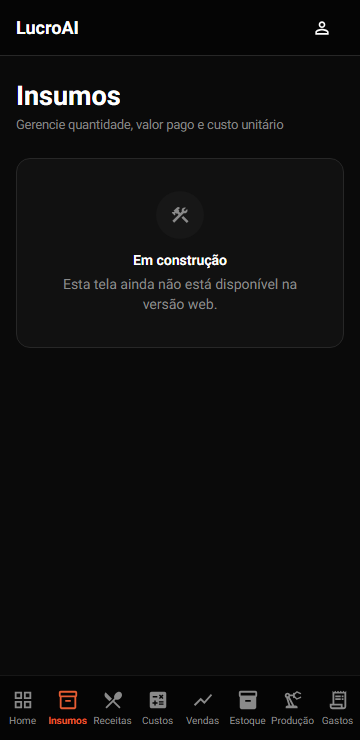 LucroAI
Insumos
Gerencie quantidade, valor pago e custo unitário
Em construção
Esta tela ainda não está disponível na
versão web.
Home Insumos Receitas Custos Vendas Estoque Produção Gastos